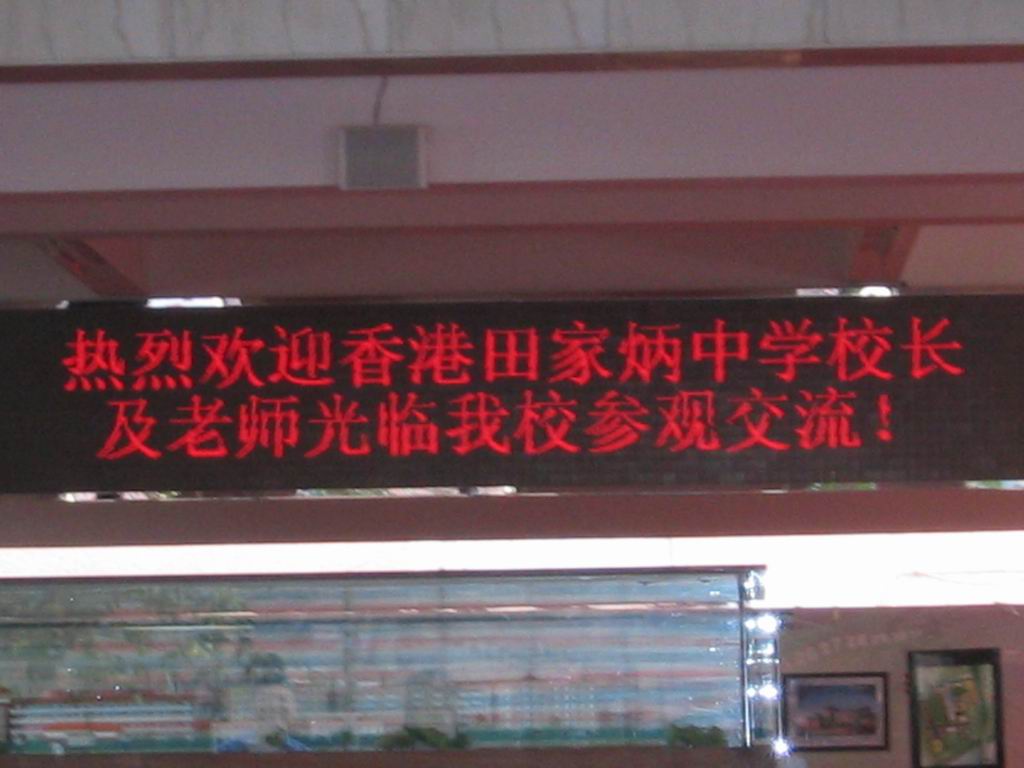 热烈欢迎香港田家炳中学校长
及老师光临我校参观交流！